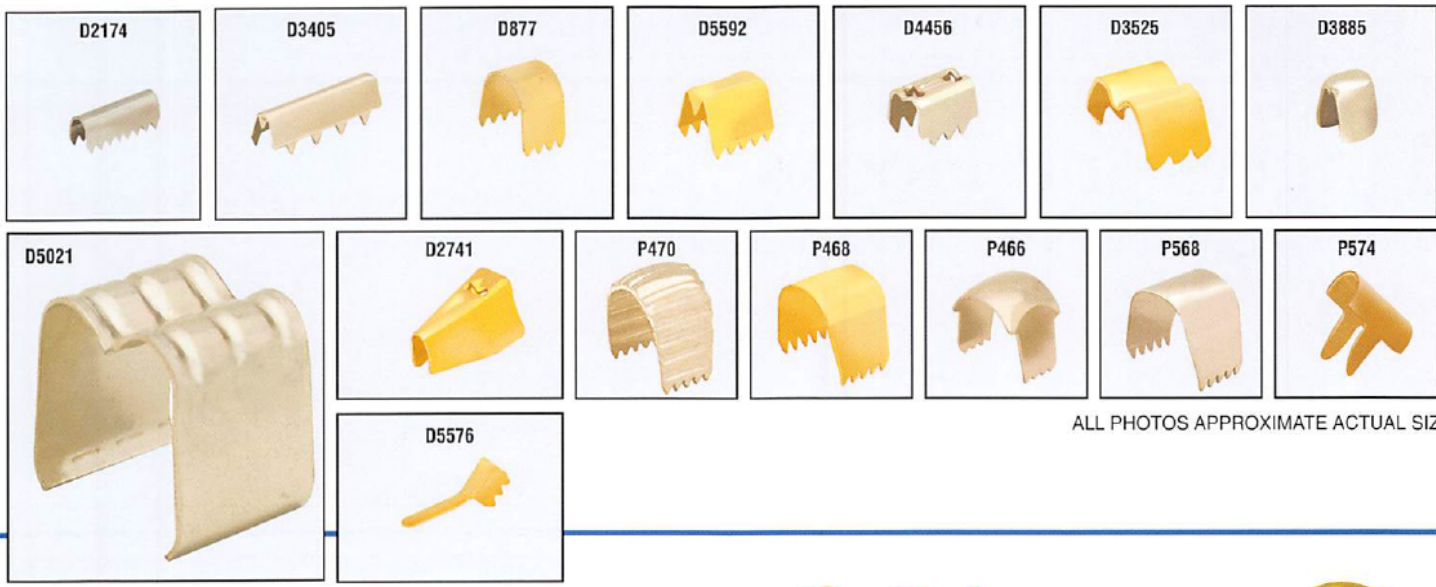 D2174
D3405
D877
D5592
D4456
D3525
D3885
D5021
D2741
P470
P468
P466
P568
P574
ALL PHOTOS APPROXIMATE ACTUAL SIZ
D5576